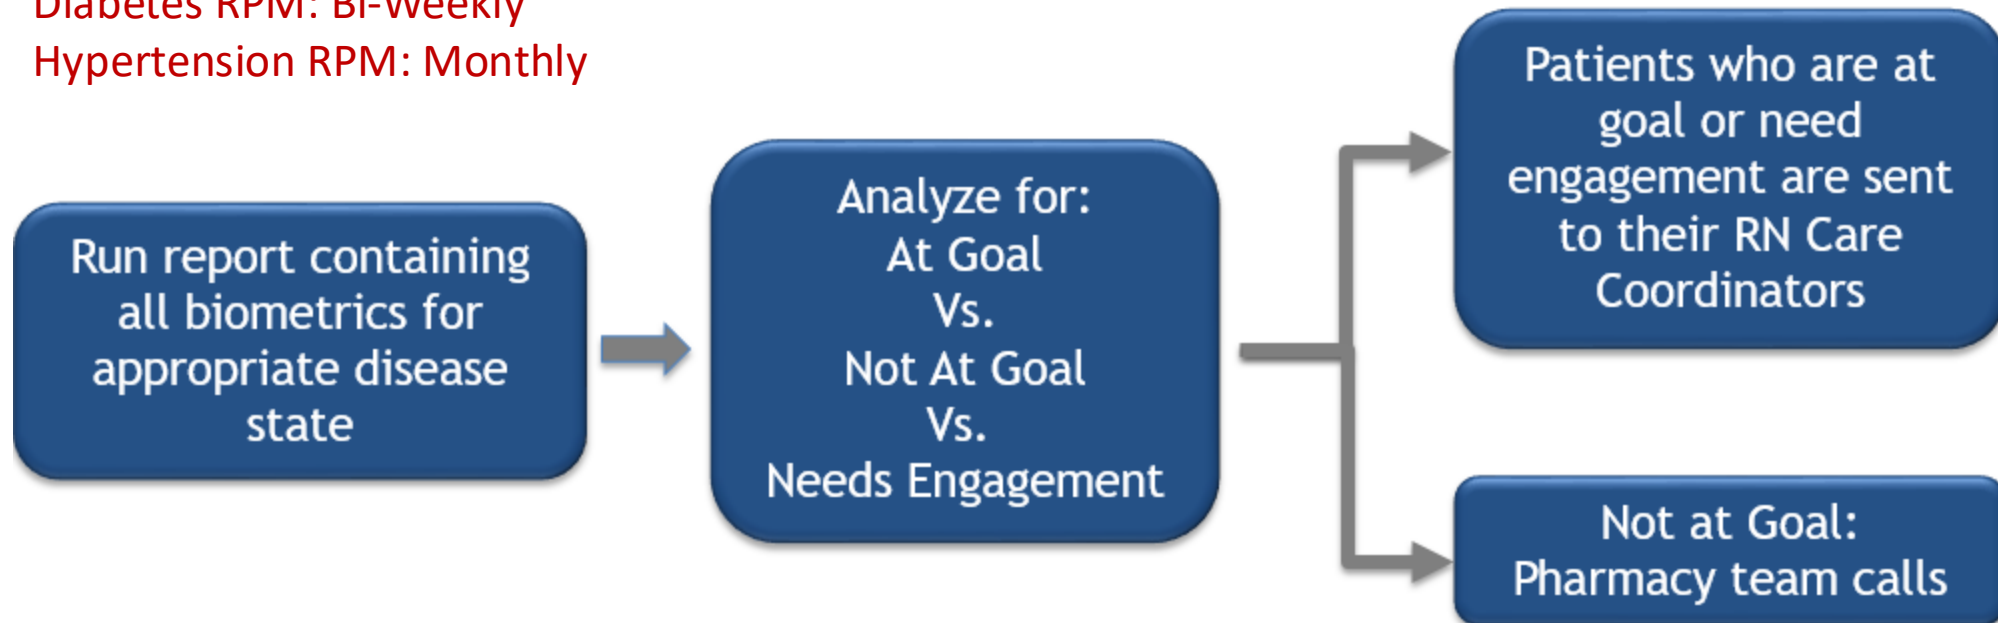 Diabetes RPM: Bi-Weekly
Hypertension RPM: Monthly
Run report containing
all biometrics for
appropriate disease
state
Analyze for:
At Goal
Vs.
Not At Goal
Vs.
Needs Engagement
Patients who are at
goal or need
engagement are sent
to their RN Care
Coordinators
Not at Goal:
Pharmacy team calls